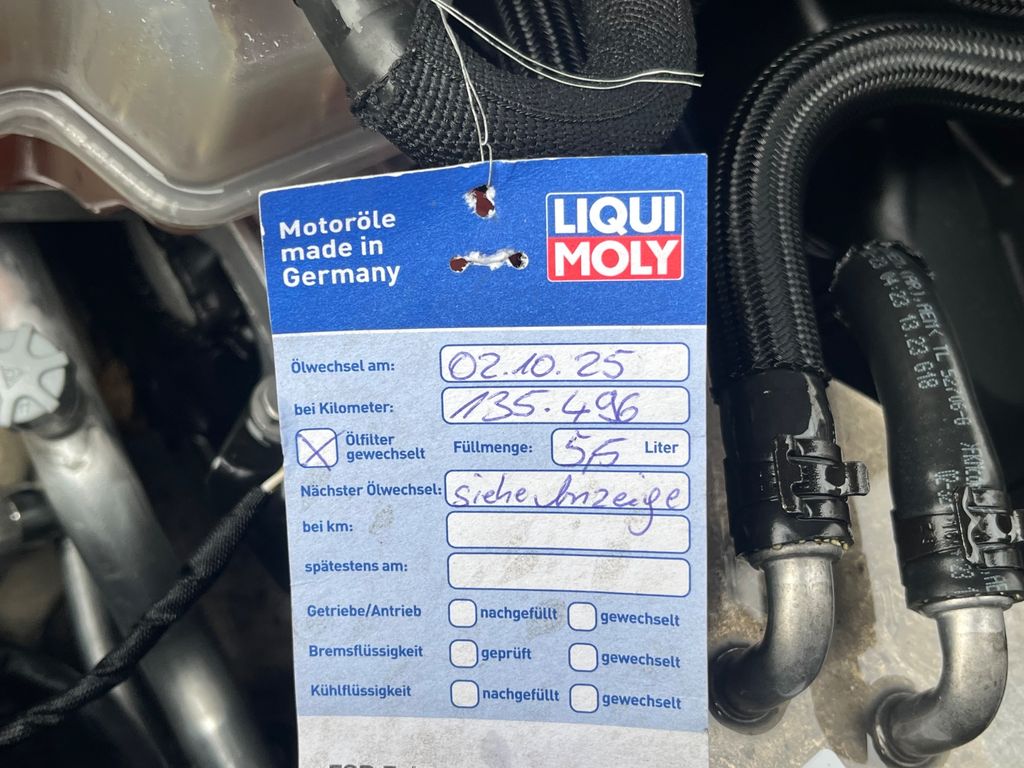 Motoröle
made in
Germany
LIQUI
MOLY
Ölwechsel am: 02.10.25
bei Kilometer: 135.496
Ölfilter
gewechselt
Füllmenge: 5,5 Liter
Nächster Ölwechsel: siehe Anzeige
bei km:
spätestens am:
Getriebe/Antrieb nachgefüllt gewechselt
Bremsflüssigkeit geprüft gewechselt
Kühlflüssigkeit nachgefüllt gewechselt